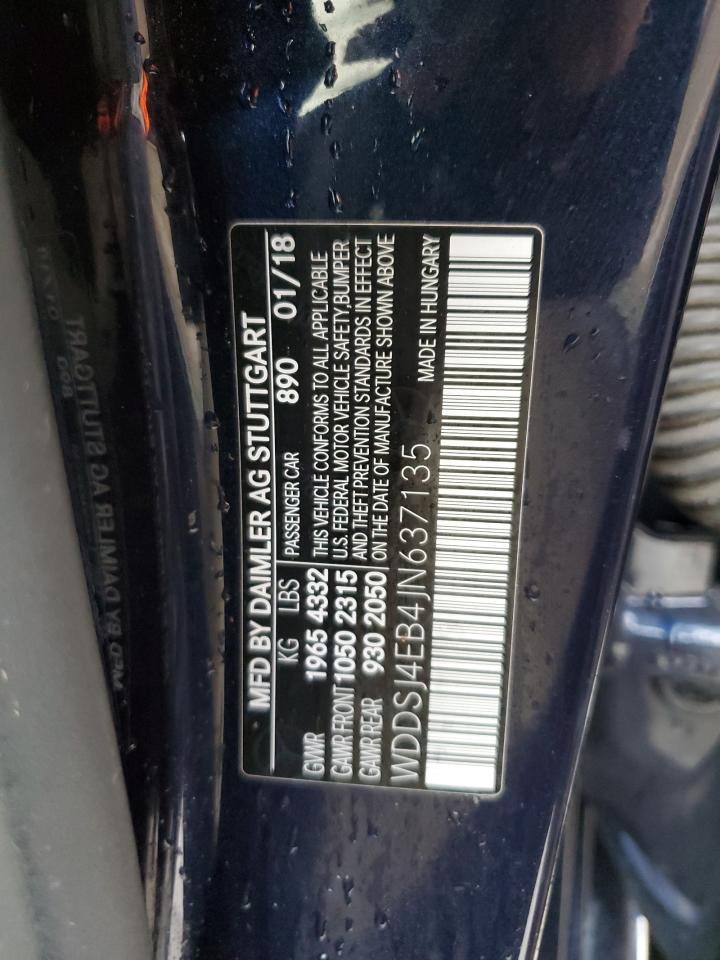 MFD BY DAIMLER AG STUTTGART
KG LBS PASSENGER CAR 890 01/18
GVWR 1965 4332 THIS VEHICLE CONFORMS TO ALL APPLICABLE
GAWR FRONT 1050 2315 U.S. FEDERAL MOTOR VEHICLE SAFETY, BUMPER
GAWR REAR 930 2050 AND THEFT PREVENTION STANDARDS IN EFFECT
ON THE DATE OF MANUFACTURE SHOWN ABOVE
WDDSJ4EB4JN637135 MADE IN HUNGARY